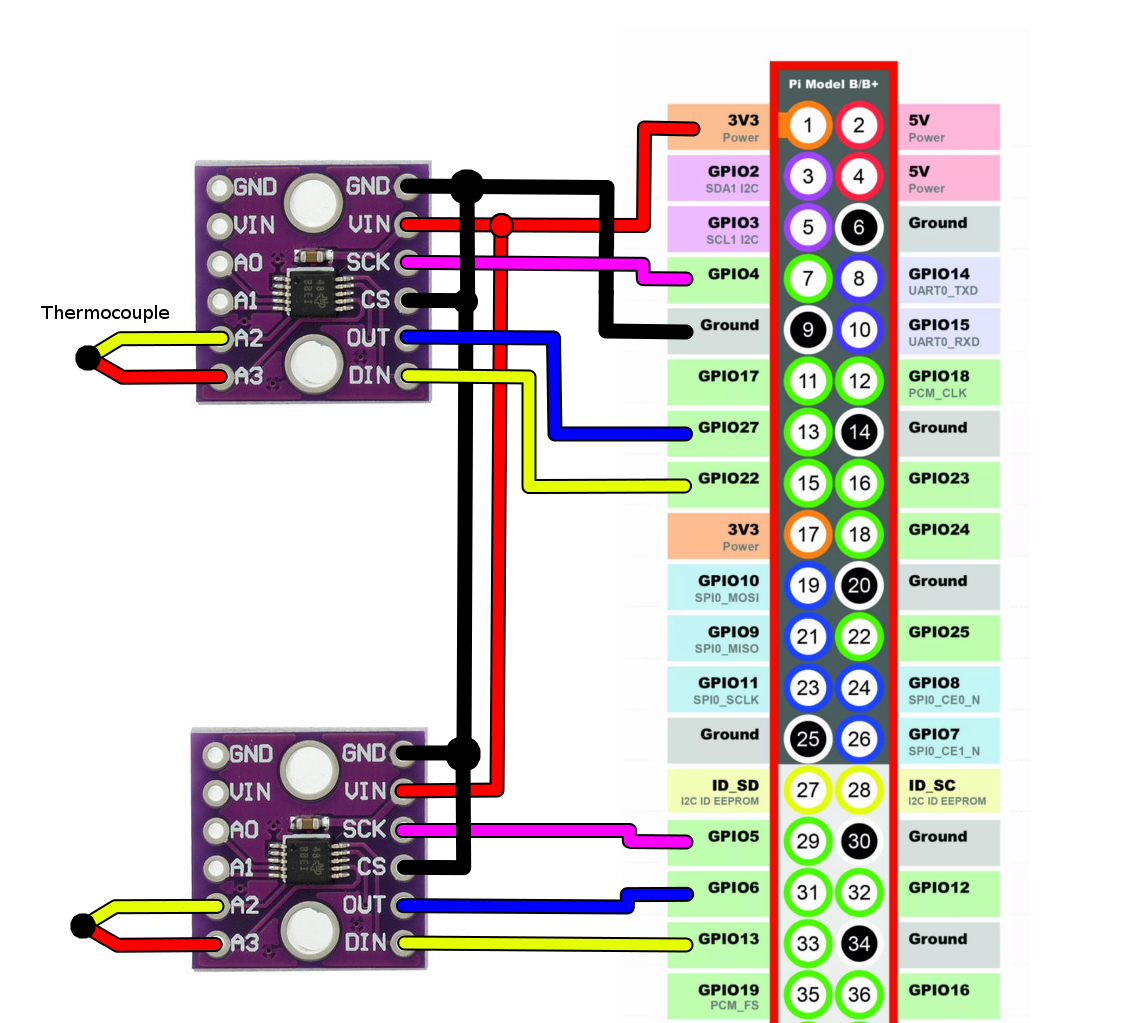 Pi Model B/B+
3V3
Power
1
2
5V
Power
GPIO2
SDA1 I2C
3
4
5V
Power
GPIO3
SCL1 I2C
5
6
Ground
GPIO4
7
8
GPIO14
UART0_TXD
Ground
9
10
GPIO15
UART0_RXD
GPIO17
11
12
GPIO18
PCM_CLK
GPIO27
13
14
Ground
GPIO22
15
16
GPIO23
3V3
Power
17
18
GPIO24
GPIO10
SPI0_MOSI
19
20
Ground
GPIO9
SPI0_MISO
21
22
GPIO25
GPIO11
SPI0_SCLK
23
24
GPIO8
SPI0_CE0_N
Ground
25
26
GPIO7
SPI0_CE1_N
ID_SD
I2C ID EEPROM
27
28
ID_SC
I2C ID EEPROM
GPIO5
29
30
Ground
GPIO6
31
32
GPIO12
GPIO13
33
34
Ground
GPIO19
PCM_FS
35
36
GPIO16
Thermocouple
GND
VIN
A0
A1
A2
A3
GND
VIN
SCK
CS
OUT
DIN
GND
VIN
A0
A1
A2
A3
GND
VIN
SCK
CS
OUT
DIN